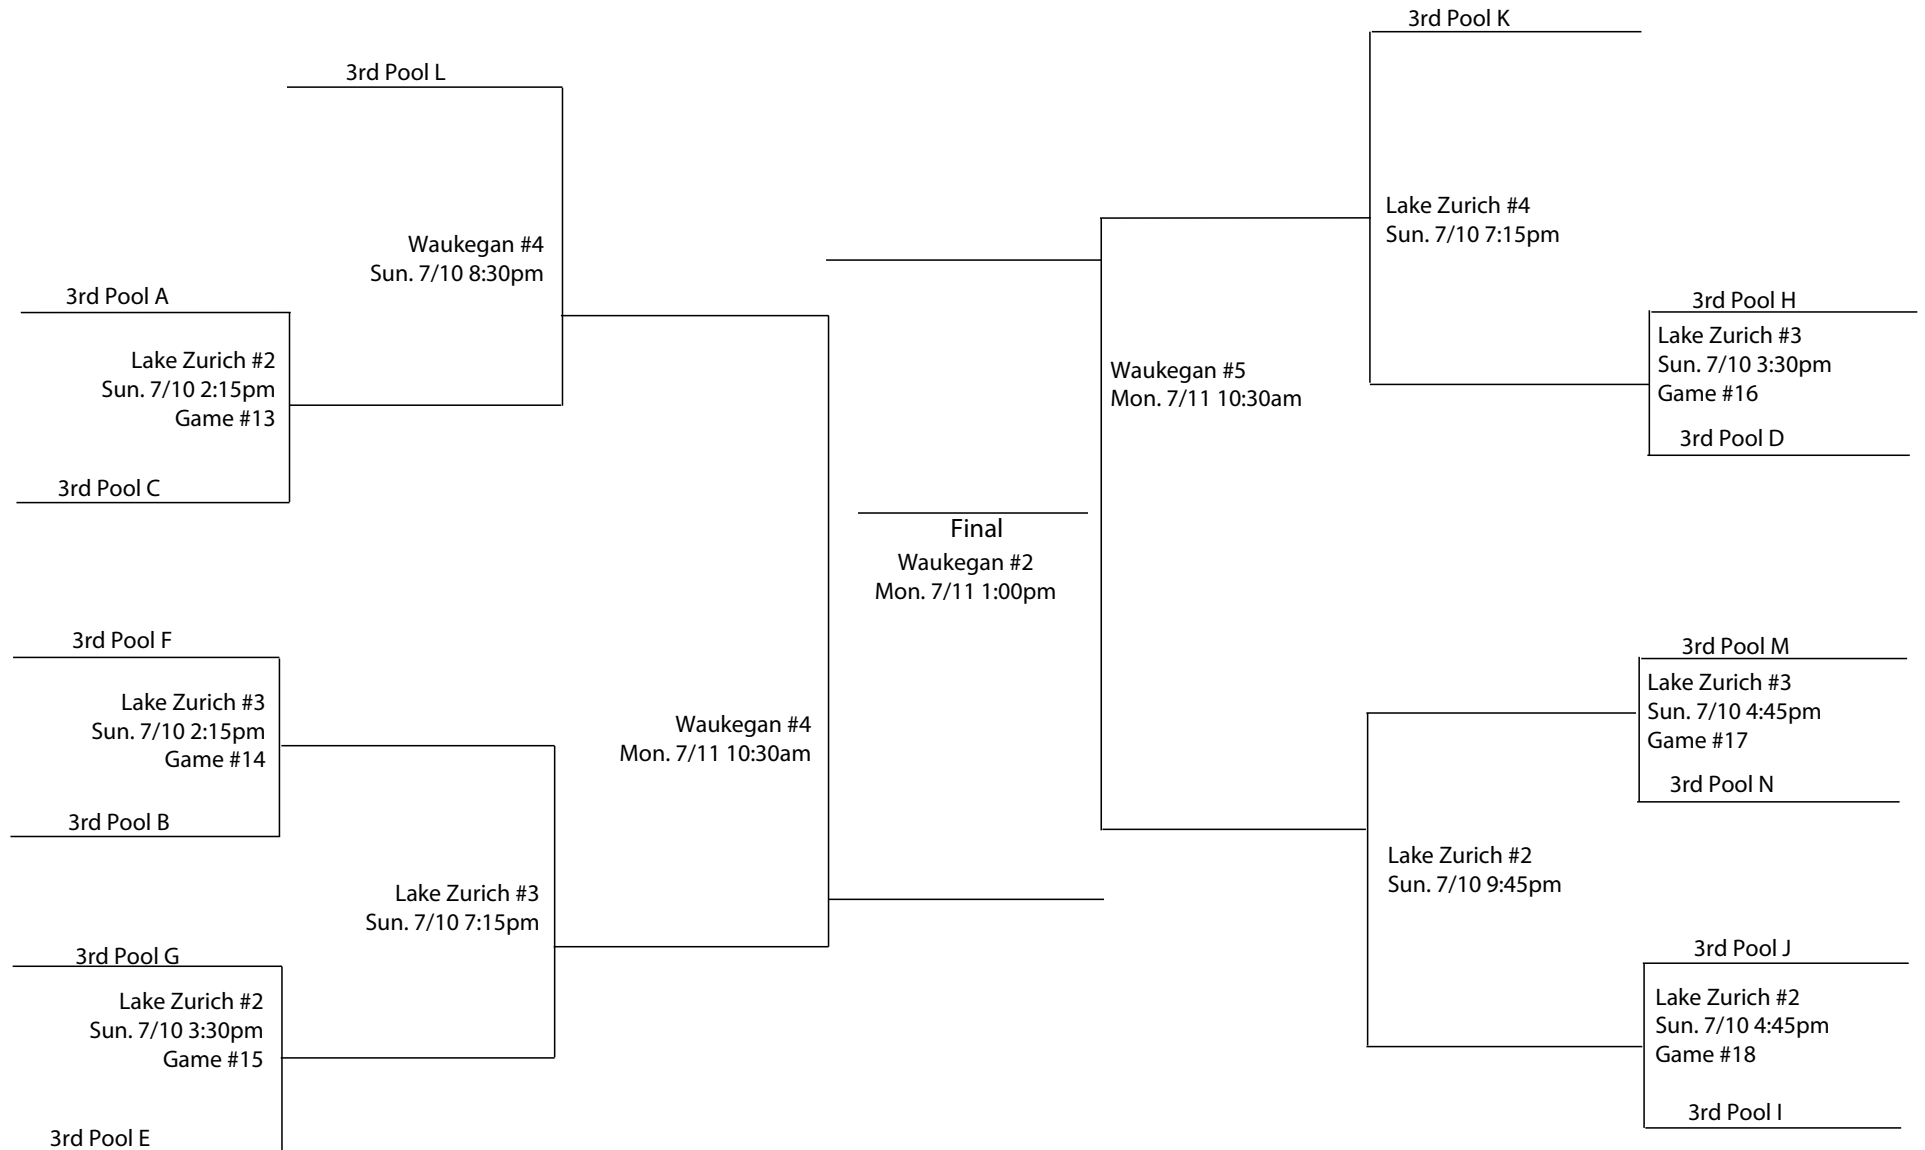 3rd Pool L
Waukegan #4
Sun. 7/10 8:30pm
3rd Pool A
Lake Zurich #2
Sun. 7/10 2:15pm
Game #13
3rd Pool C
3rd Pool F
Lake Zurich #3
Sun. 7/10 2:15pm
Game #14
3rd Pool B
Lake Zurich #3
Sun. 7/10 7:15pm
3rd Pool G
Lake Zurich #2
Sun. 7/10 3:30pm
Game #15
3rd Pool E
Waukegan #4
Mon. 7/11 10:30am
Final
Waukegan #2
Mon. 7/11 1:00pm
Waukegan #5
Mon. 7/11 10:30am
3rd Pool K
Lake Zurich #4
Sun. 7/10 7:15pm
3rd Pool H
Lake Zurich #3
Sun. 7/10 3:30pm
Game #16
3rd Pool D
3rd Pool M
Lake Zurich #3
Sun. 7/10 4:45pm
Game #17
3rd Pool N
Lake Zurich #2
Sun. 7/10 9:45pm
3rd Pool J
Lake Zurich #2
Sun. 7/10 4:45pm
Game #18
3rd Pool I